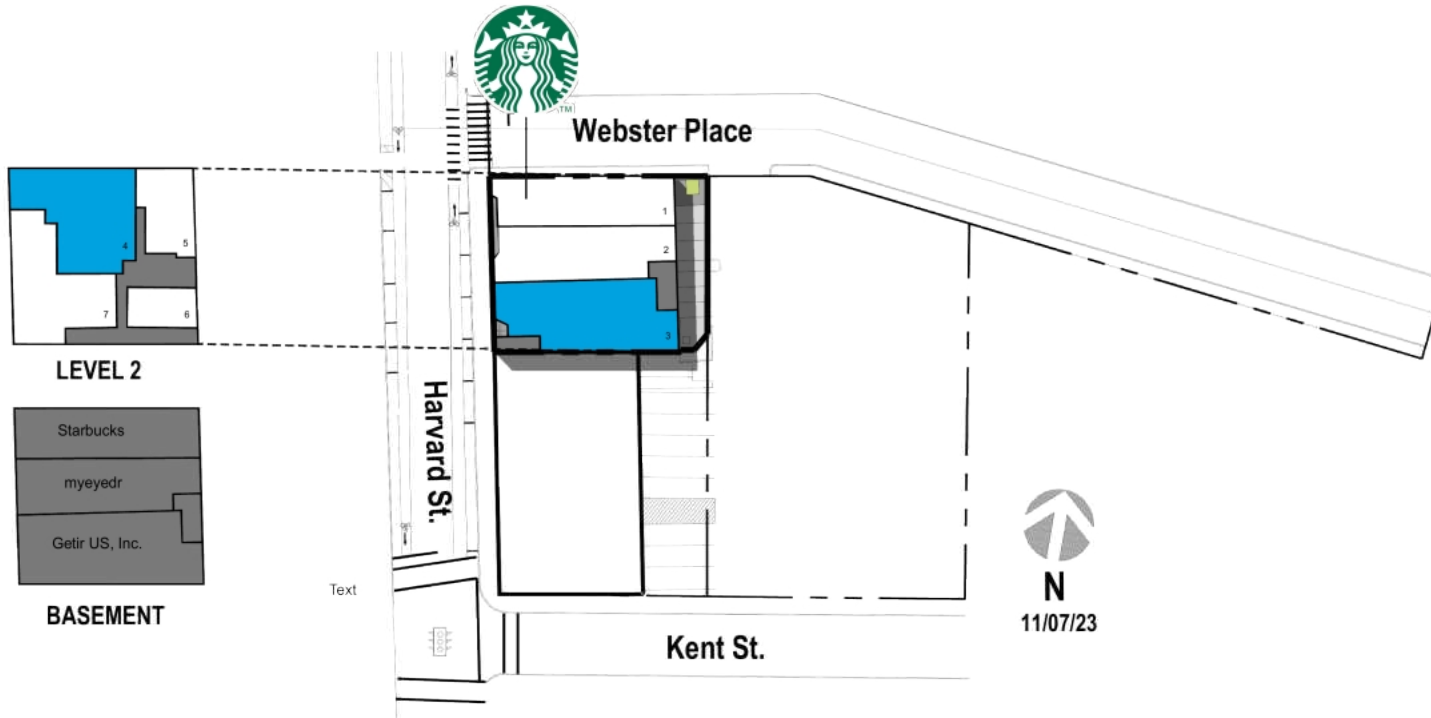 TM
Webster Place
1
2
3
4
5
7
6
LEVEL 2
Starbucks
myeyedr
Getir US, Inc.
BASEMENT
Harvard St.
Text
Kent St.
N
11/07/23